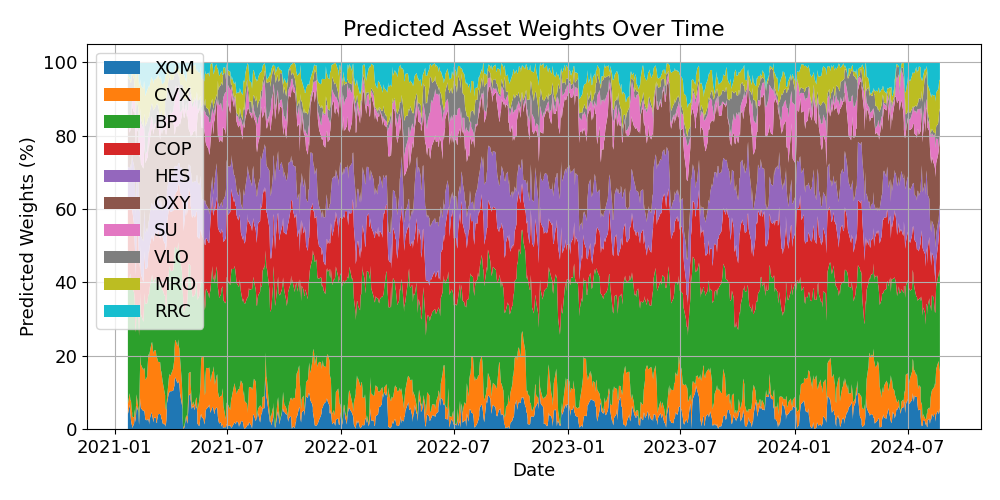 Predicted Asset Weights Over Time
Predicted Weights (%)
100
80
60
40
20
0
XOM
CVX
BP
COP
HES
OXY
SU
VLO
MRO
RRC
2021-01 2021-07 2022-01 2022-07 2023-01 2023-07 2024-01 2024-07
Date